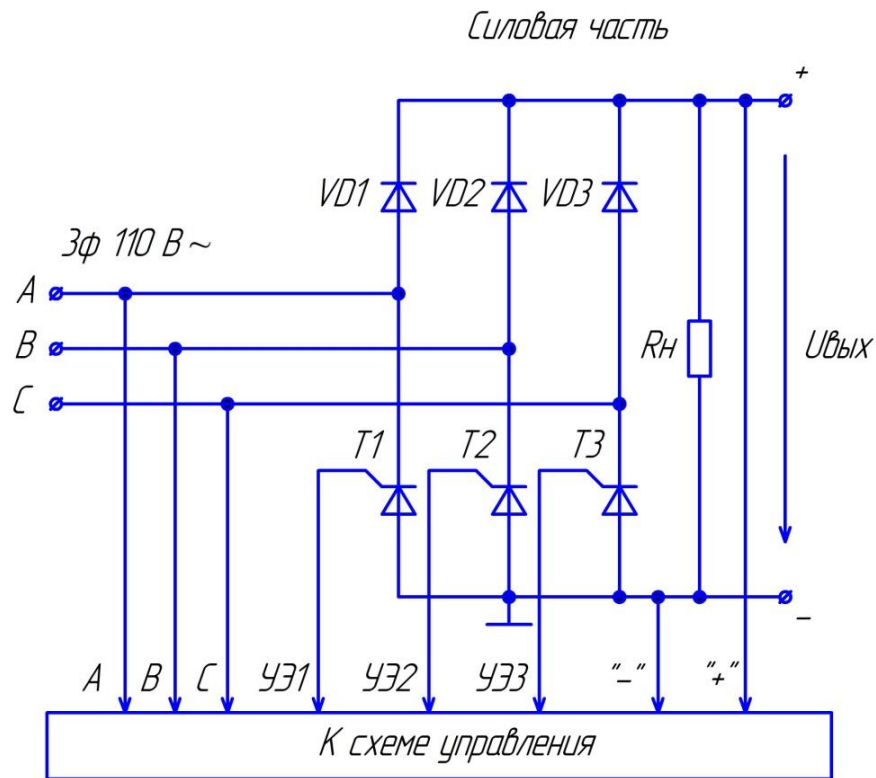 Силовая часть
+
VD1 VD2 VD3
3ф 110 В ~
A
B
C
Rн Uвых
T1 T2 T3
−
A B C УЭ1 УЭ2 УЭ3 "−" "+"
К схеме управления